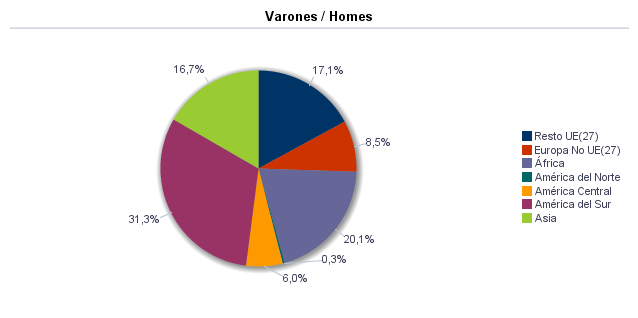 Varones / Homes
16,7%
17,1%
8,5%
31,3%
20,1%
0,3%
6,0%
Resto UE(27)
Europa No UE(27)
África
América del Norte
América Central
América del Sur
Asia